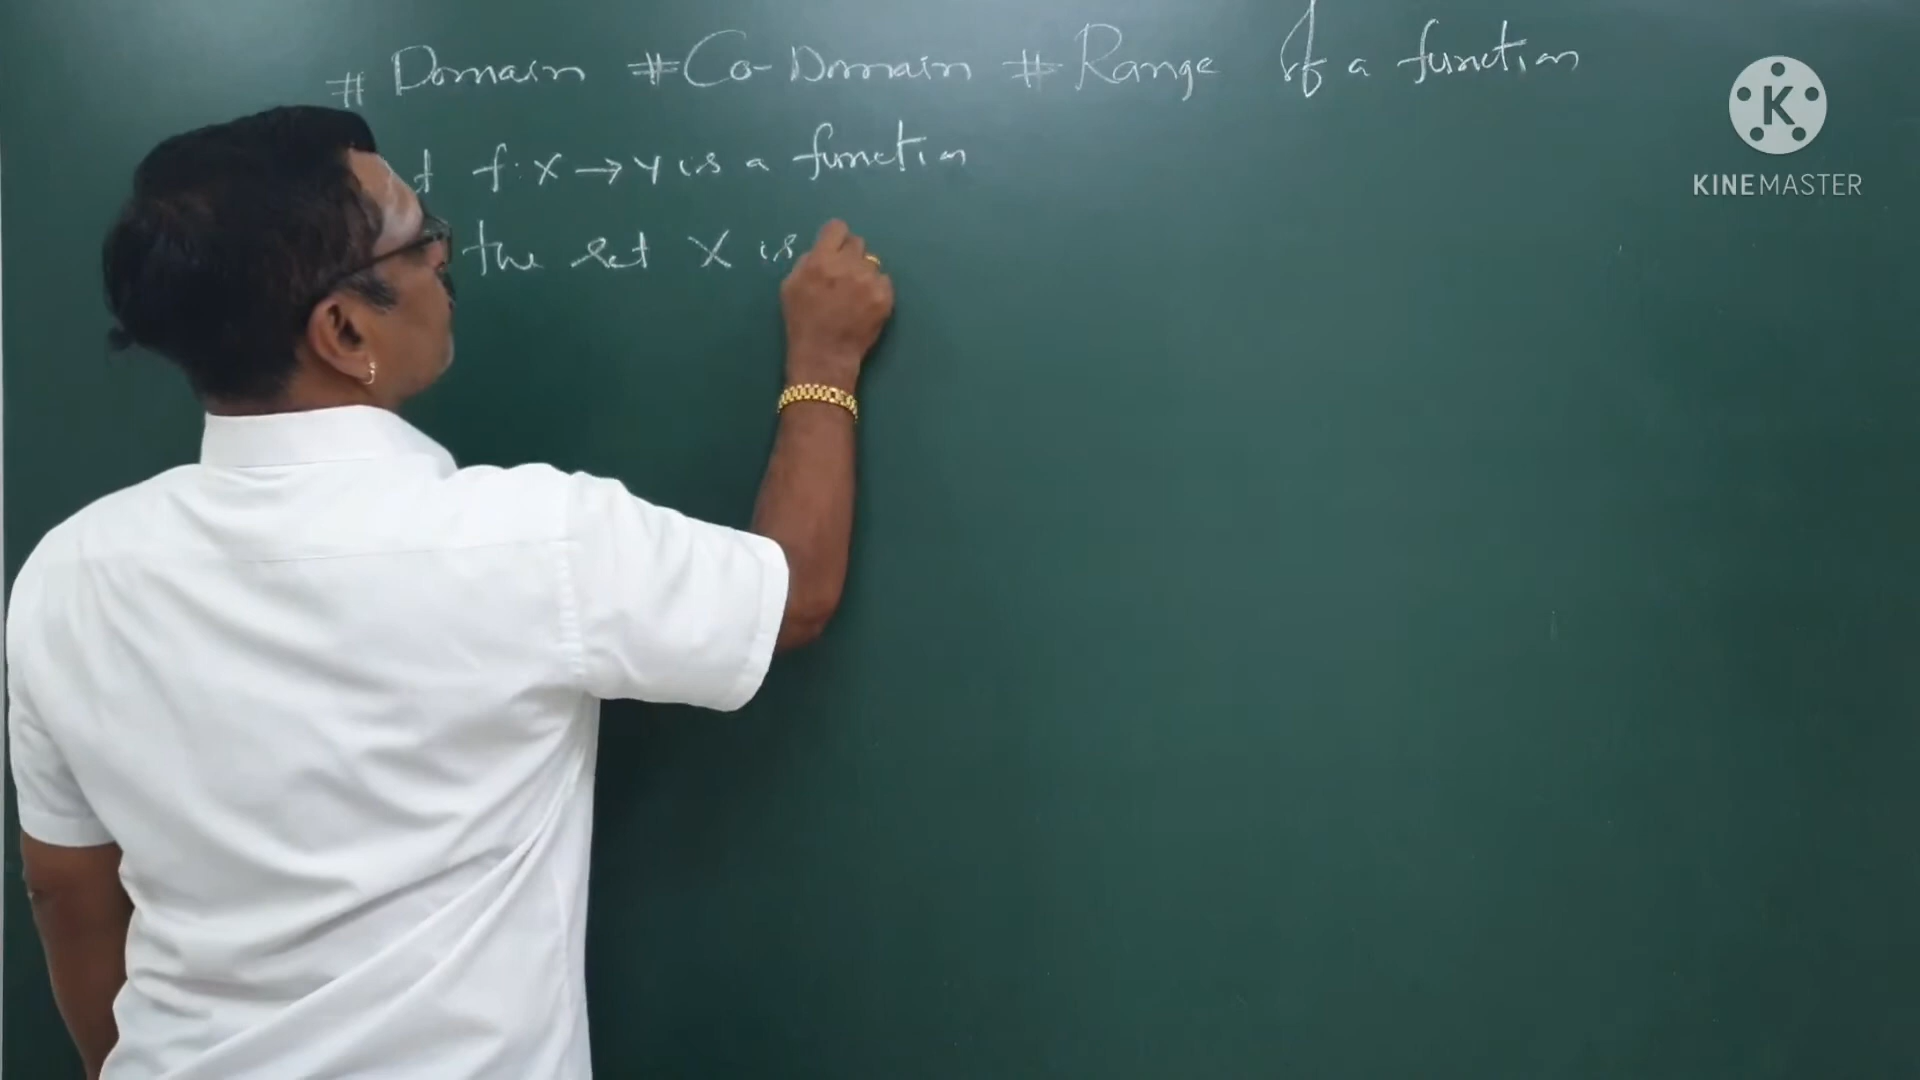 # Domain # Co-Domain # Range of a function
f: X → Y is a function
the set X is
K
KINEMASTER